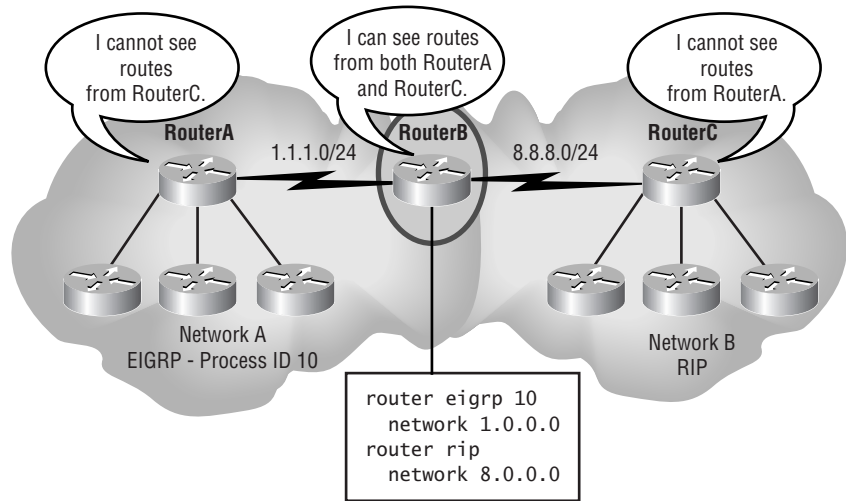 I cannot see
routes
from RouterC.
I can see routes
from both RouterA
and RouterC.
I cannot see
routes
from RouterA.
RouterA
RouterB
RouterC
1.1.1.0/24
8.8.8.0/24
Network A
EIGRP - Process ID 10
Network B
RIP
router eigrp 10
network 1.0.0.0
router rip
network 8.0.0.0